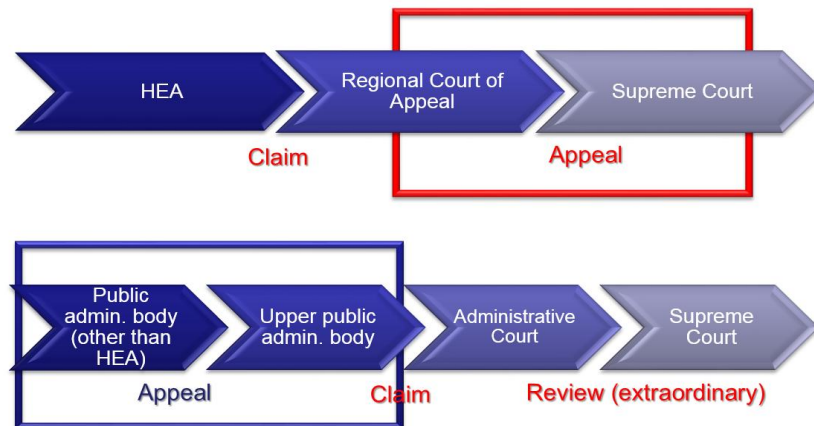 HEA
Regional Court of
Appeal
Supreme Court
Claim
Appeal
Public
admin. body
(other than
HEA)
Upper public
admin. body
Administrative
Court
Supreme
Court
Appeal
Claim
Review (extraordinary)